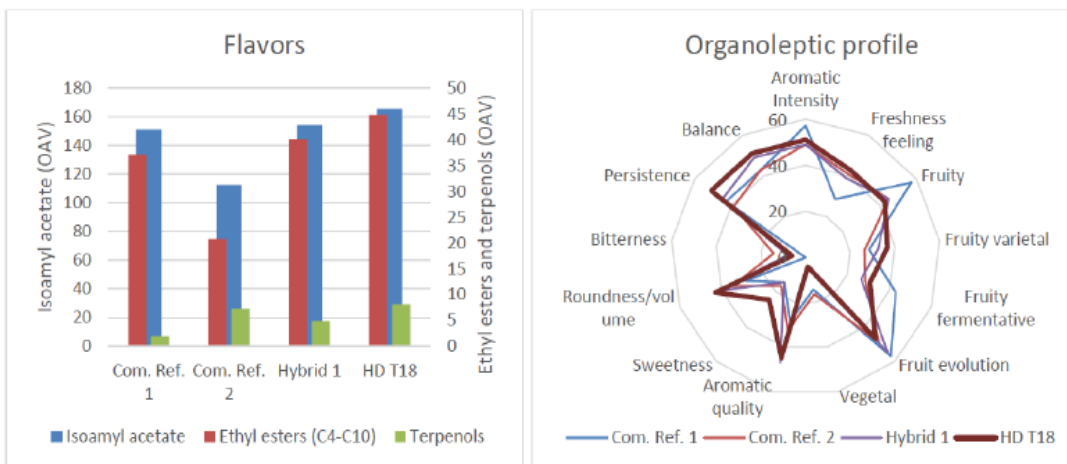 Flavors
Isoamyl acetate (OAV)
180
160
140
120
100
80
60
40
20
0
50
45
40
35
30
25
20
15
10
5
0
Ethyl esters and terpenols (OAV)
Com. Ref.
1
Com. Ref.
2
Hybrid 1
HD T18
Isoamyl acetate
Ethyl esters (C4-C10)
Terpenols
Organoleptic profile
Aromatic
Intensity
Freshness
feeling
Fruity
Fruity varietal
Fruity
fermentative
Fruit evolution
Vegetal
Aromatic
quality
Sweetness
Roundness/vol
ume
Bitterness
Persistence
Balance
60
40
20
Com. Ref. 1
Com. Ref. 2
Hybrid 1
HD T18